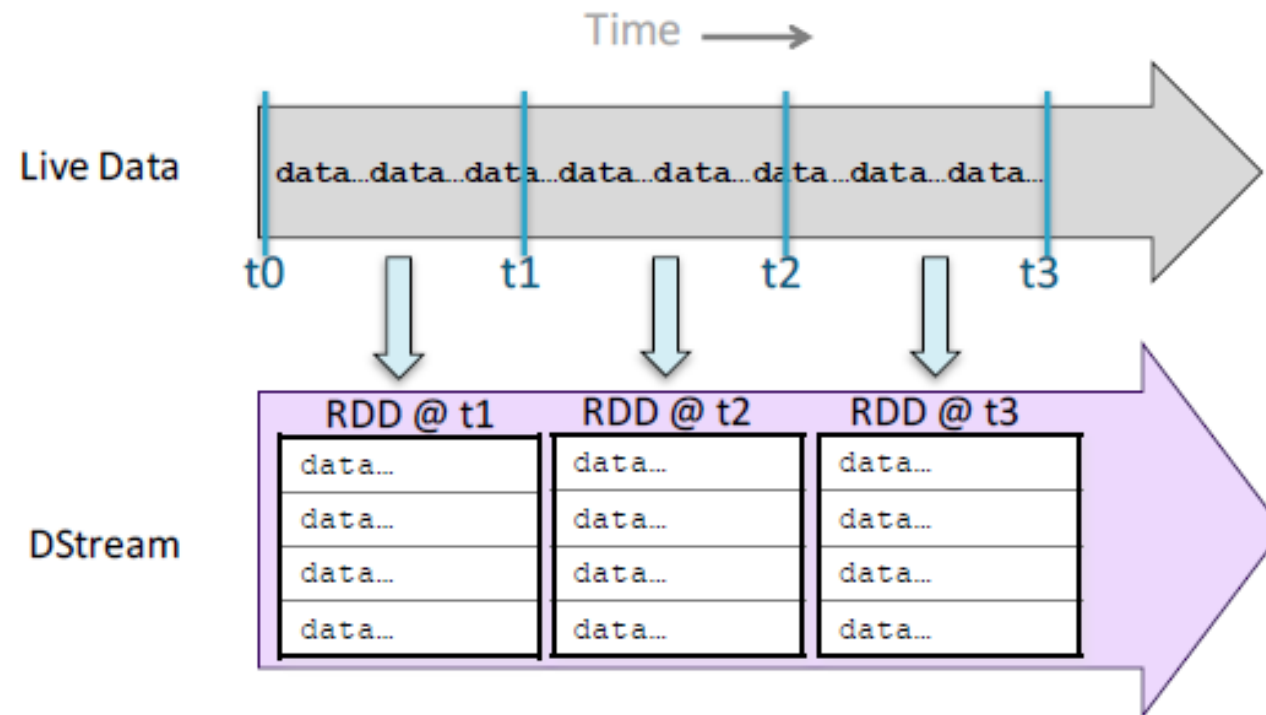 Time
Live Data
data…data…data…data…data…data…data…data…
t0 t1 t2 t3
RDD @ t1 RDD @ t2 RDD @ t3
data… data… data…
data… data… data…
DStream
data… data… data…
data… data… data…